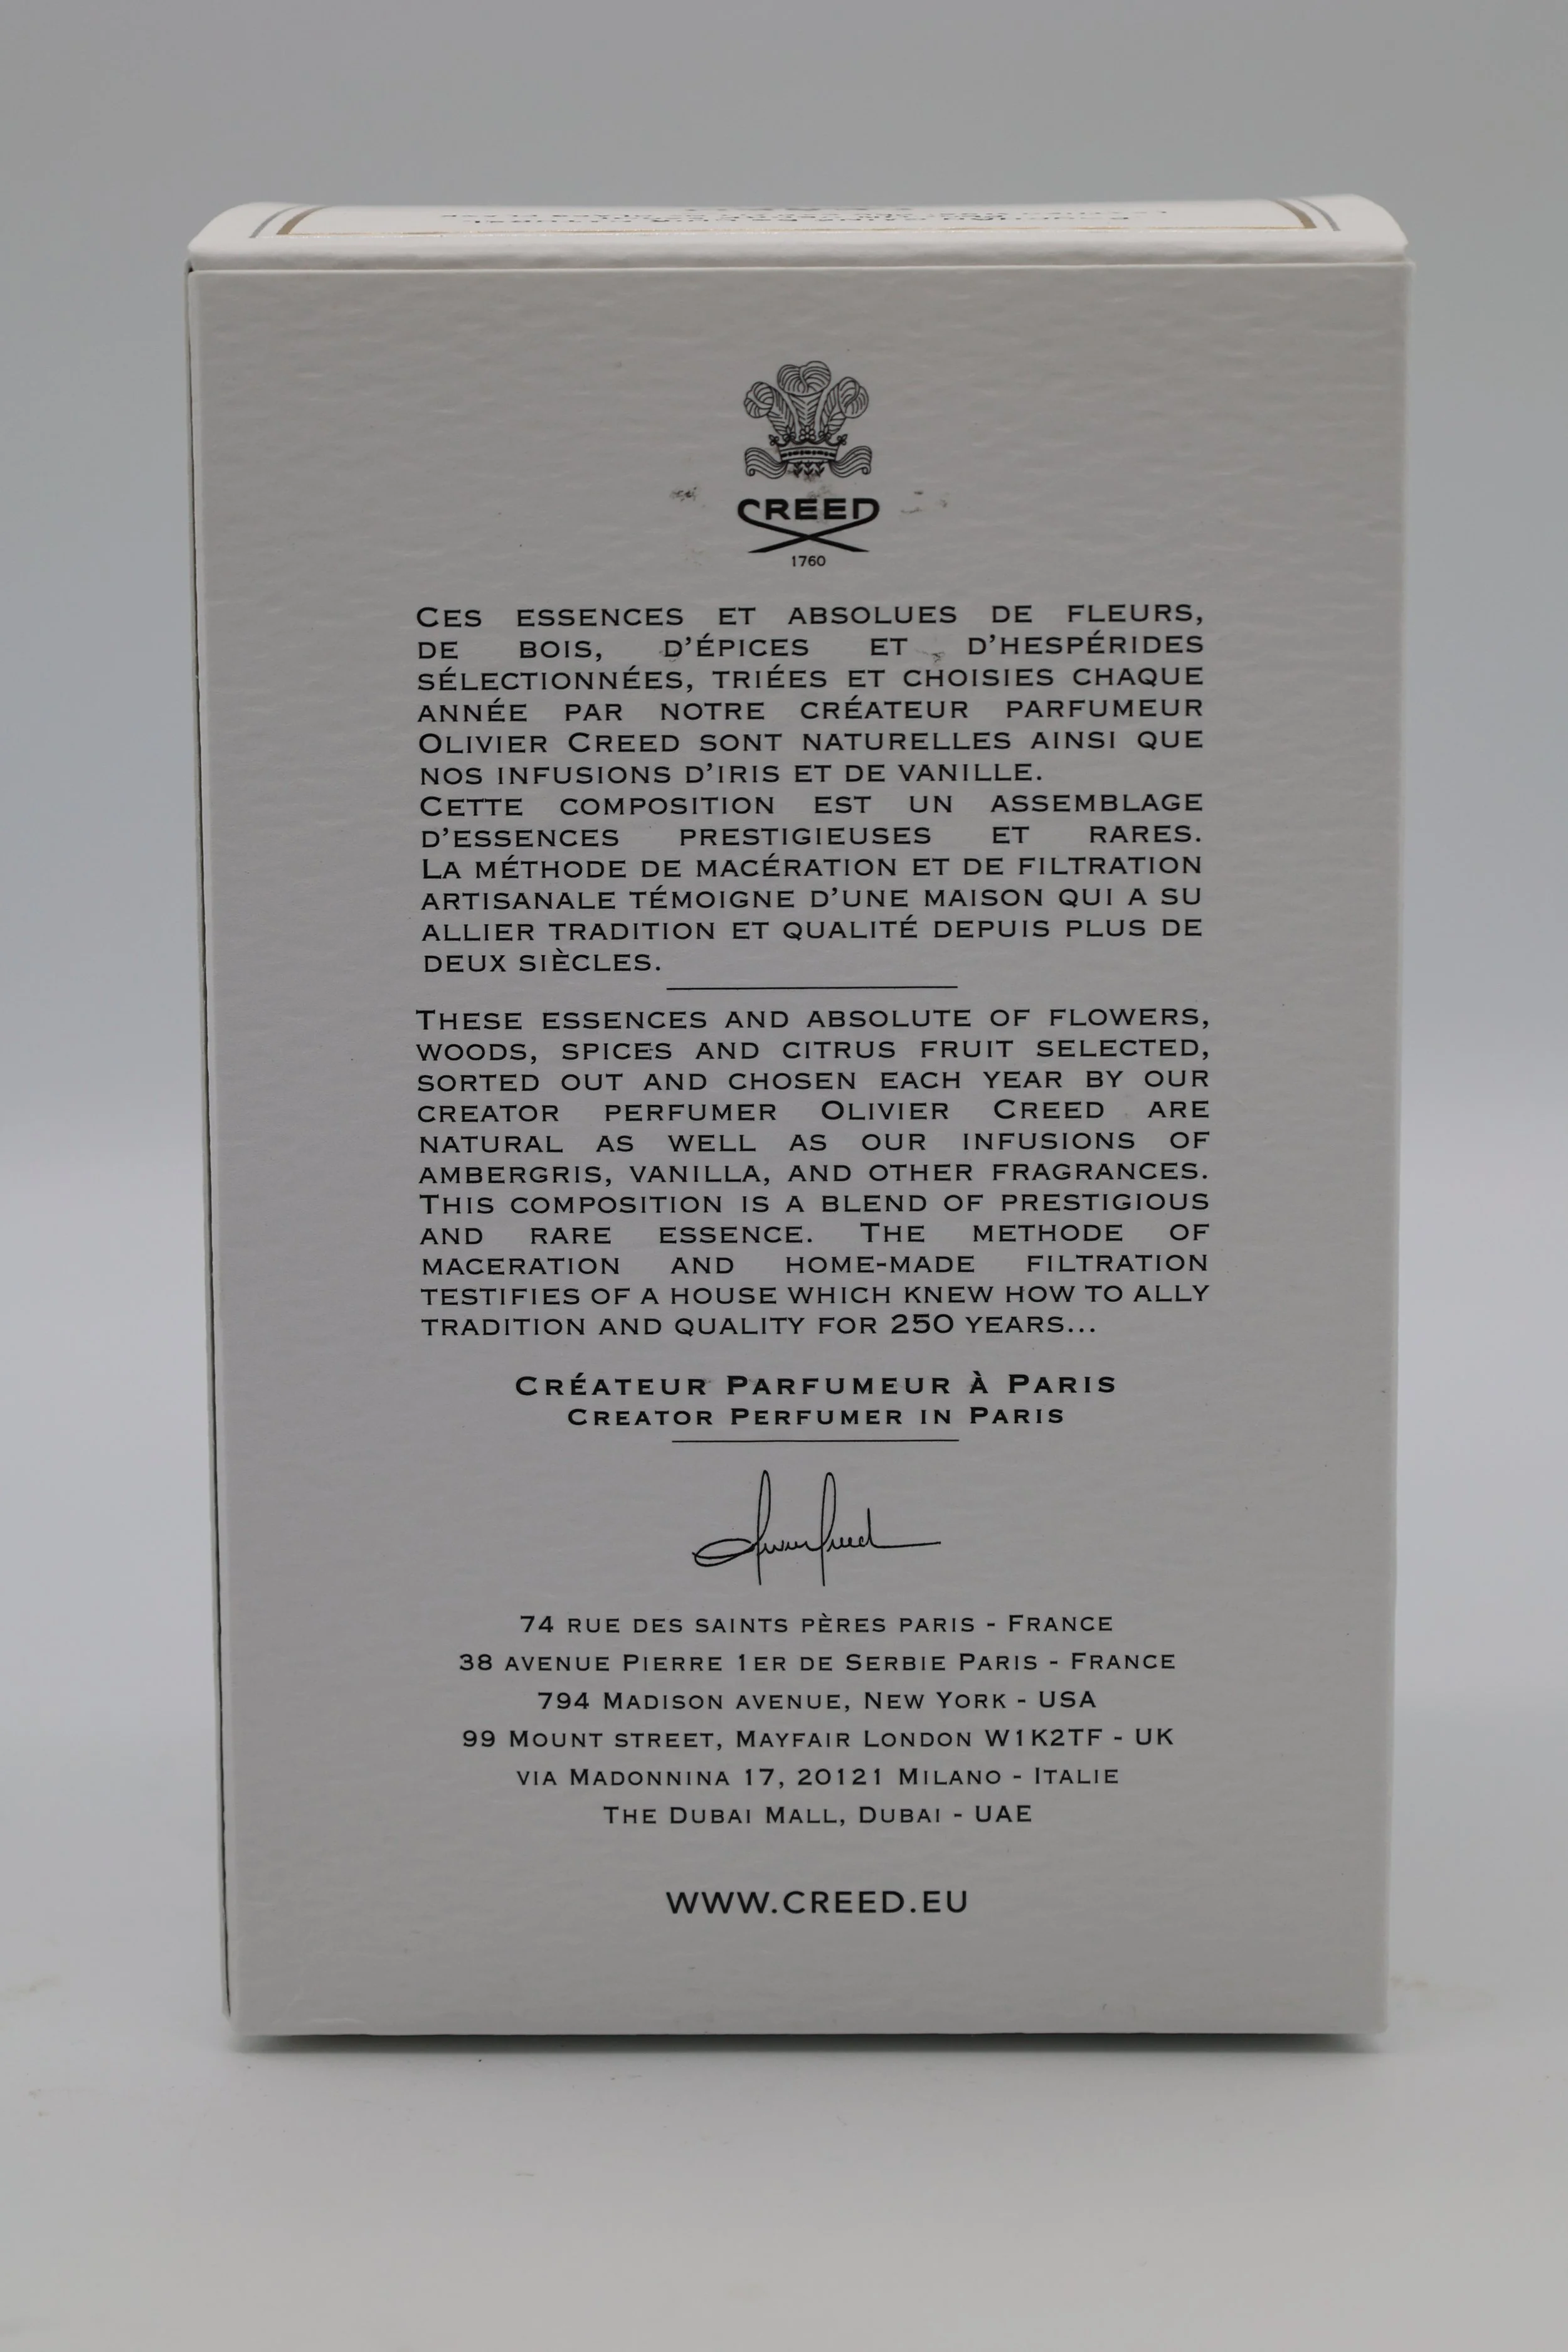 CREED
1760
CES ESSENCES ET ABSOLUES DE FLEURS,
DE BOIS, D'ÉPICES ET D'HESPÉRIDES
SÉLECTIONNÉES, TRIÉES ET CHOISIES CHAQUE
ANNÉE PAR NOTRE CRÉATEUR PARFUMEUR
OLIVIER CREED SONT NATURELLES AINSI QUE
NOS INFUSIONS D'IRIS ET DE VANILLE.
CETTE COMPOSITION EST UN ASSEMBLAGE
D'ESSENCES PRESTIGIEUSES ET RARES.
LA MÉTHODE DE MACÉRATION ET DE FILTRATION
ARTISANALE TÉMOIGNE D'UNE MAISON QUI A SU
ALLIER TRADITION ET QUALITÉ DEPUIS PLUS DE
DEUX SIÈCLES.
THESE ESSENCES AND ABSOLUTE OF FLOWERS,
WOODS, SPICES AND CITRUS FRUIT SELECTED,
SORTED OUT AND CHOSEN EACH YEAR BY OUR
CREATOR PERFUMER OLIVIER CREED ARE
NATURAL AS WELL AS OUR INFUSIONS OF
AMBERGRIS, VANILLA, AND OTHER FRAGRANCES.
THIS COMPOSITION IS A BLEND OF PRESTIGIOUS
AND RARE ESSENCE. THE METHODE OF
MACERATION AND HOME-MADE FILTRATION
TESTIFIES OF A HOUSE WHICH KNEW HOW TO ALLY
TRADITION AND QUALITY FOR 250 YEARS...
CRÉATEUR PARFUMEUR À PARIS
CREATOR PERFUMER IN PARIS
74 RUE DES SAINTS PÈRES PARIS - FRANCE
38 AVENUE PIERRE 1ER DE SERBIE PARIS - FRANCE
794 MADISON AVENUE, NEW YORK - USA
99 MOUNT STREET, MAYFAIR LONDON W1K2TF - UK
VIA MADONNINA 17, 20121 MILANO - ITALIE
THE DUBAI MALL, DUBAI - UAE
WWW.CREED.EU